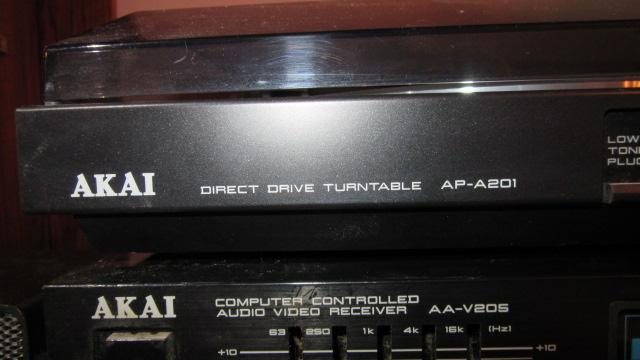 LOW
TONE
PLUG
AKAI DIRECT DRIVE TURNTABLE AP-A201
AKAI COMPUTER CONTROLLED
AUDIO VIDEO RECEIVER AA-V205
63 250 1k 4k 16k (Hz)
+10 +10